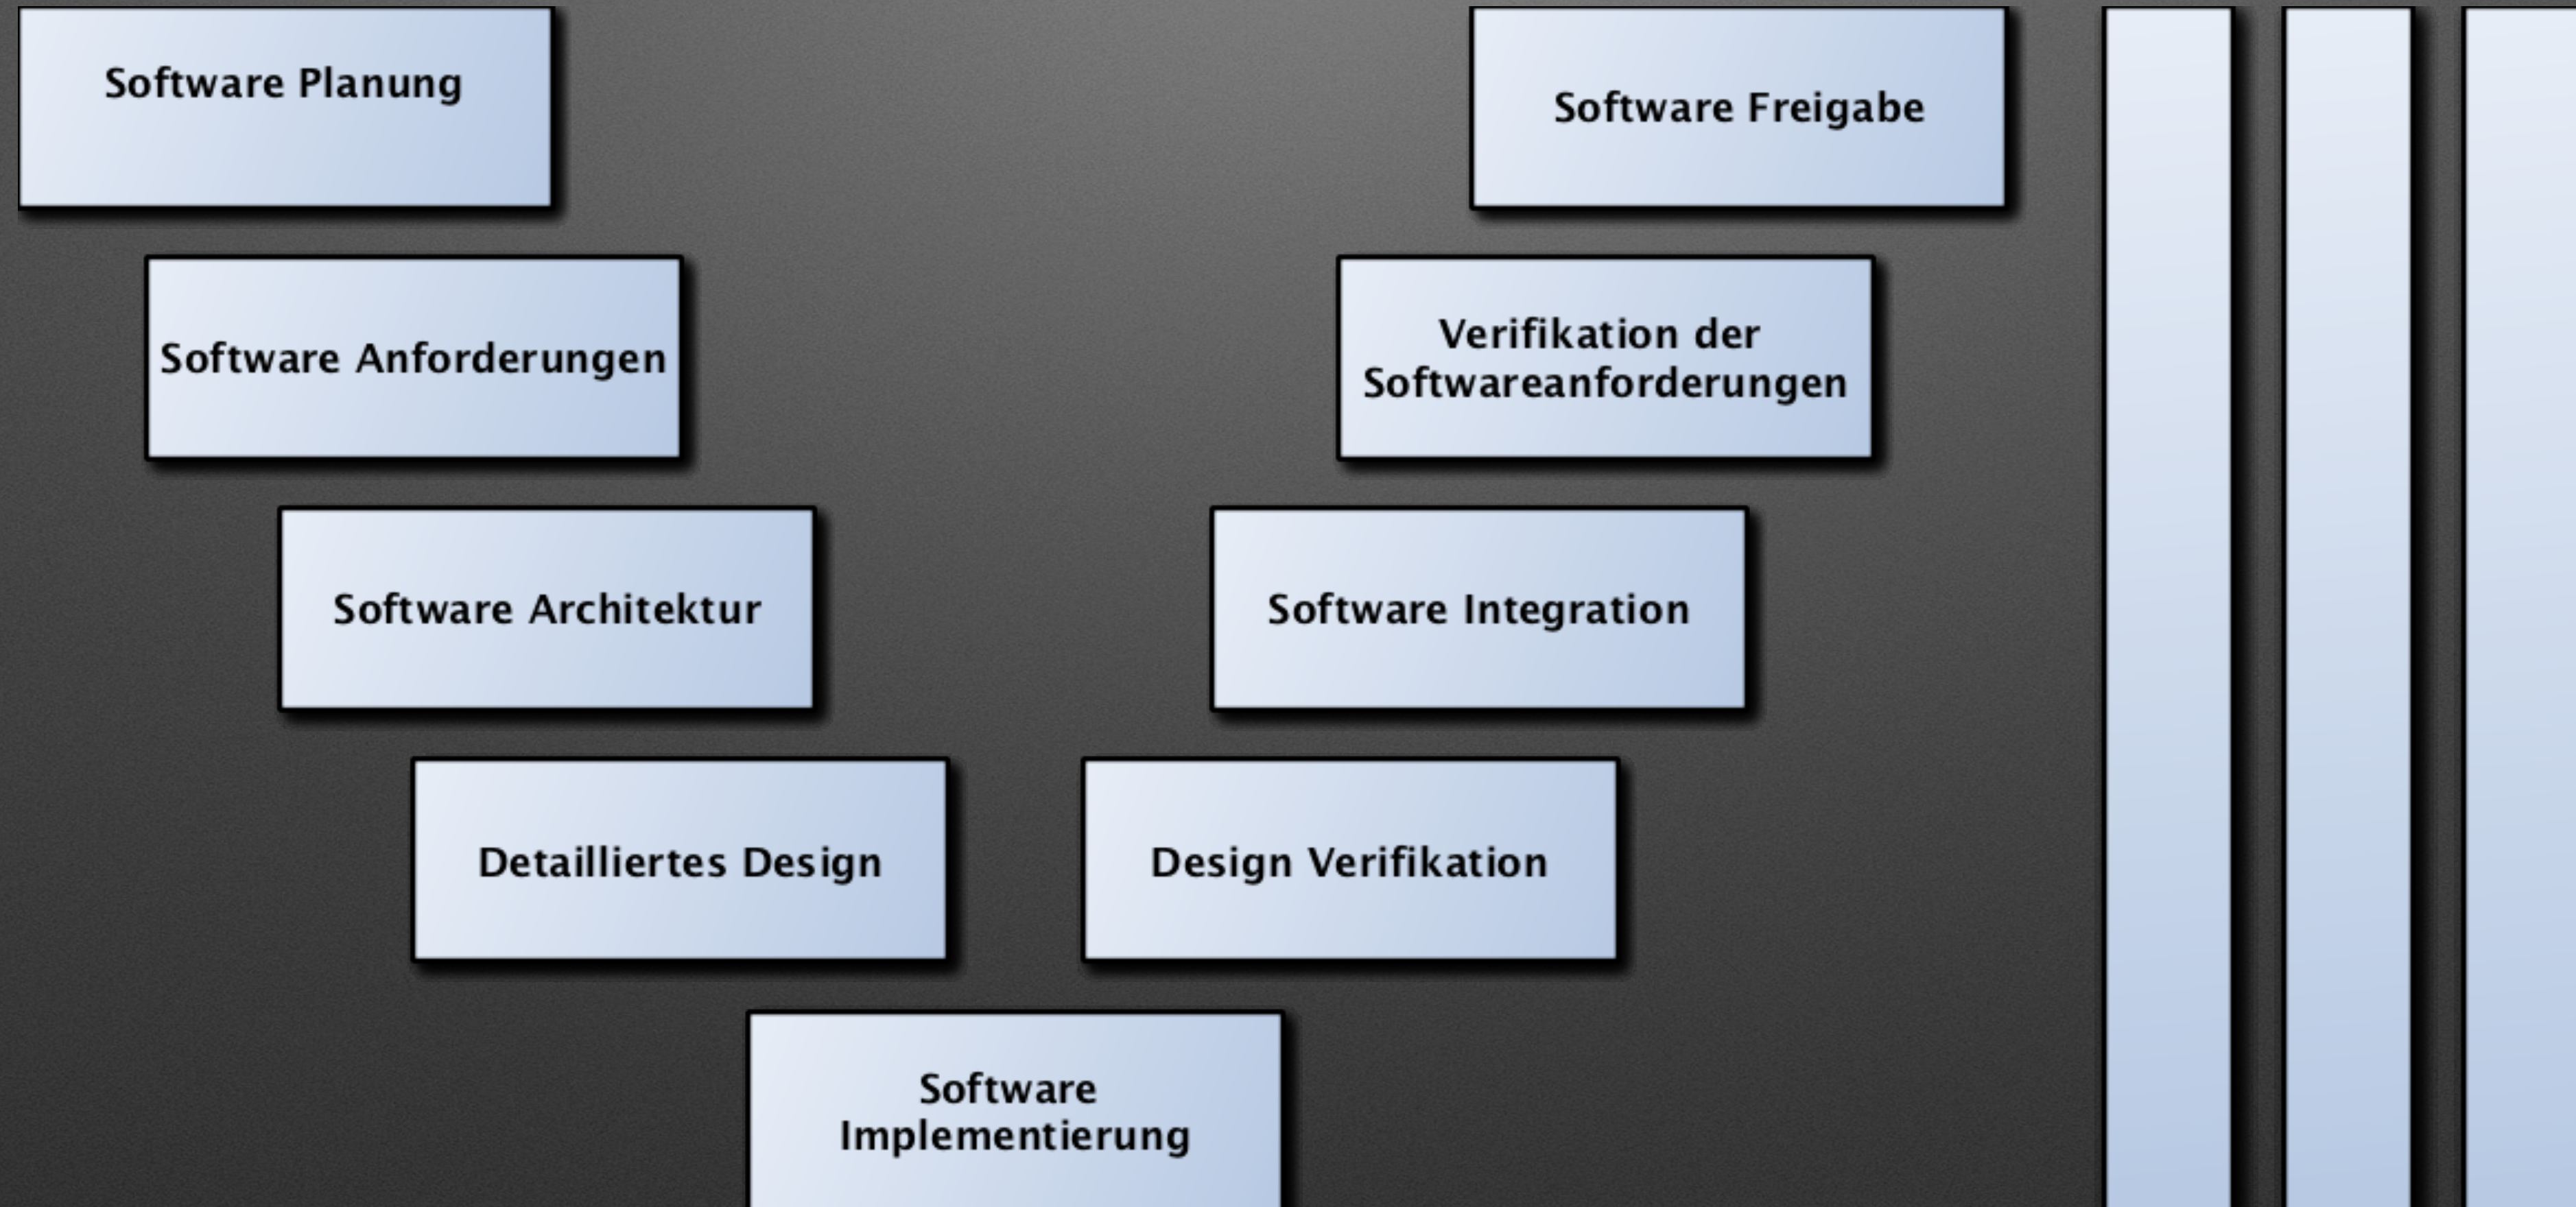 Software Planung
Software Freigabe
Software Anforderungen
Verifikation der
Softwareanforderungen
Software Architektur
Software Integration
Detailliertes Design
Design Verifikation
Software
Implementierung